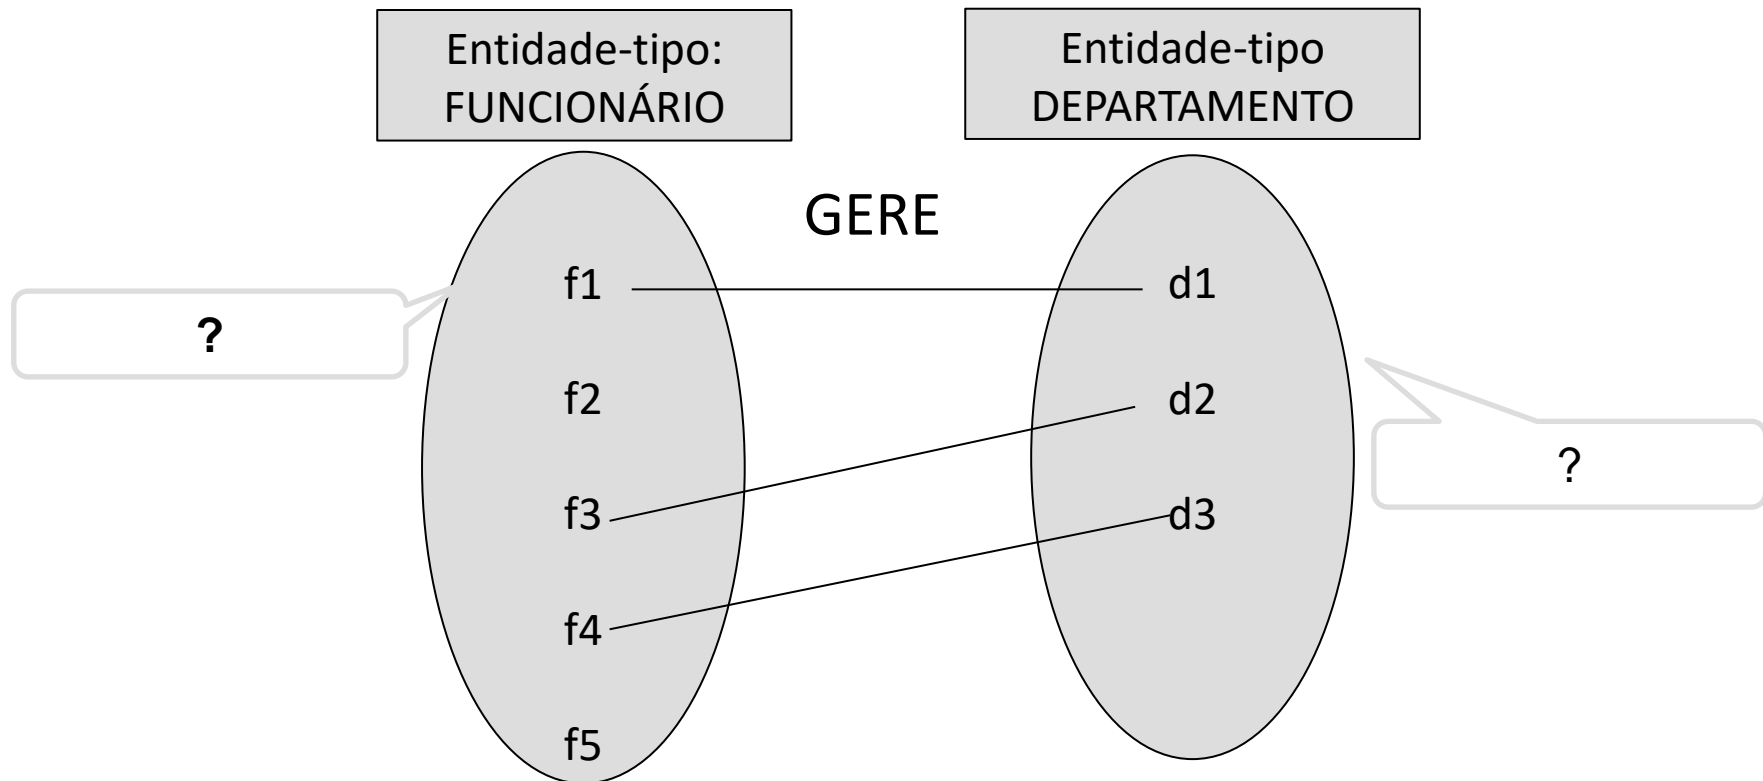 Entidade-tipo:
FUNCIONÁRIO
Entidade-tipo
DEPARTAMENTO
GERE
f1
d1
?
f2
d2
?
f3
d3
f4
f5